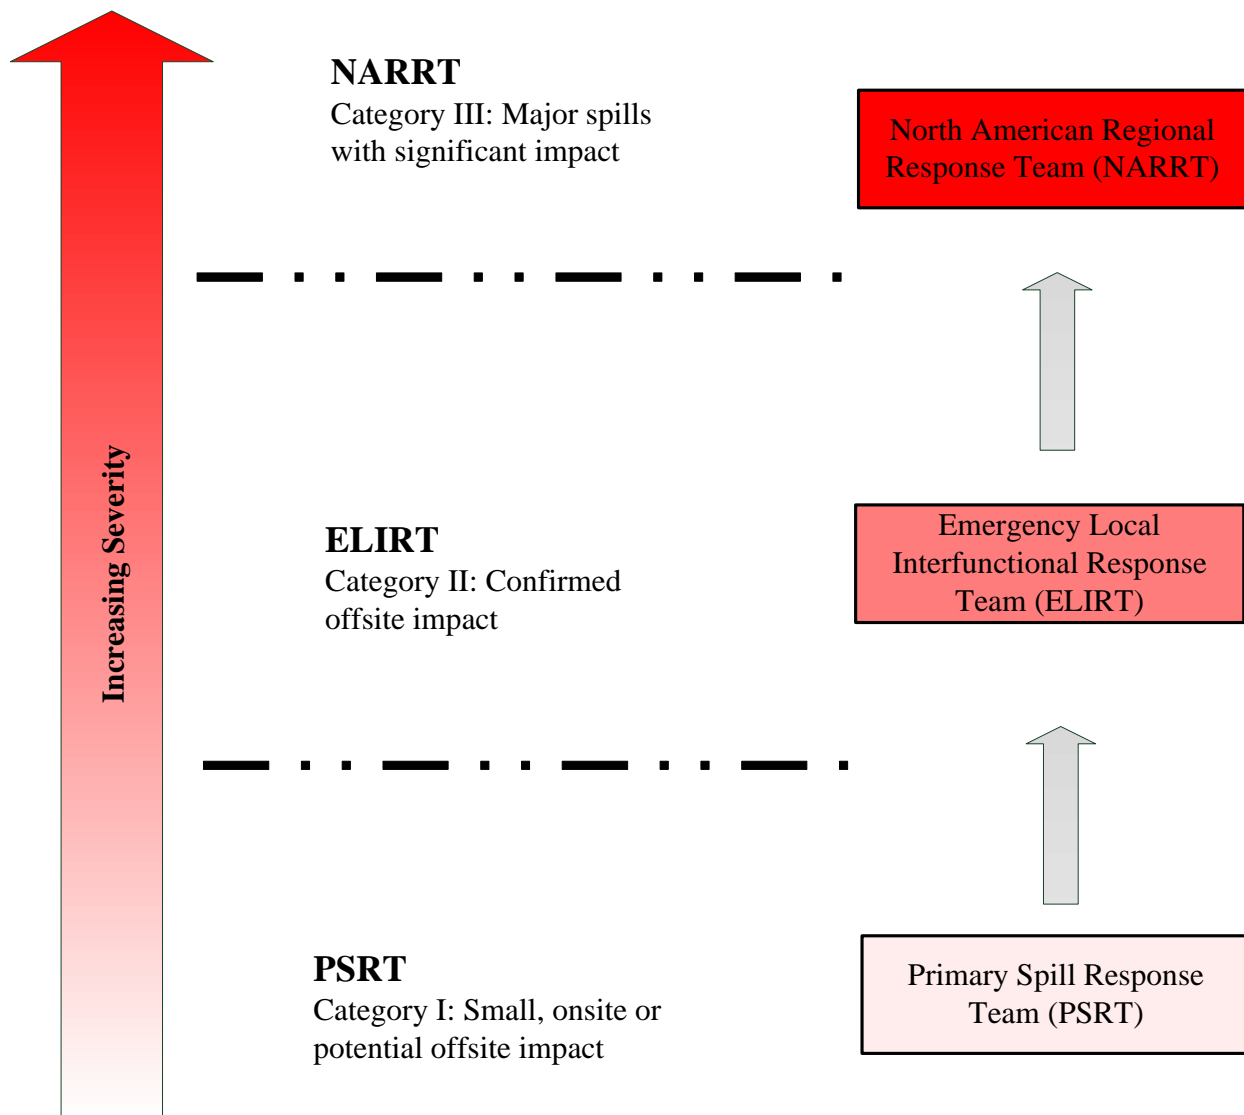 NARRT
Category III: Major spills
with significant impact
North American Regional
Response Team (NARRT)
Increasing Severity
ELIRT
Category II: Confirmed
offsite impact
Emergency Local
Interfunctional Response
Team (ELIRT)
PSRT
Category I: Small, onsite or
potential offsite impact
Primary Spill Response
Team (PSRT)